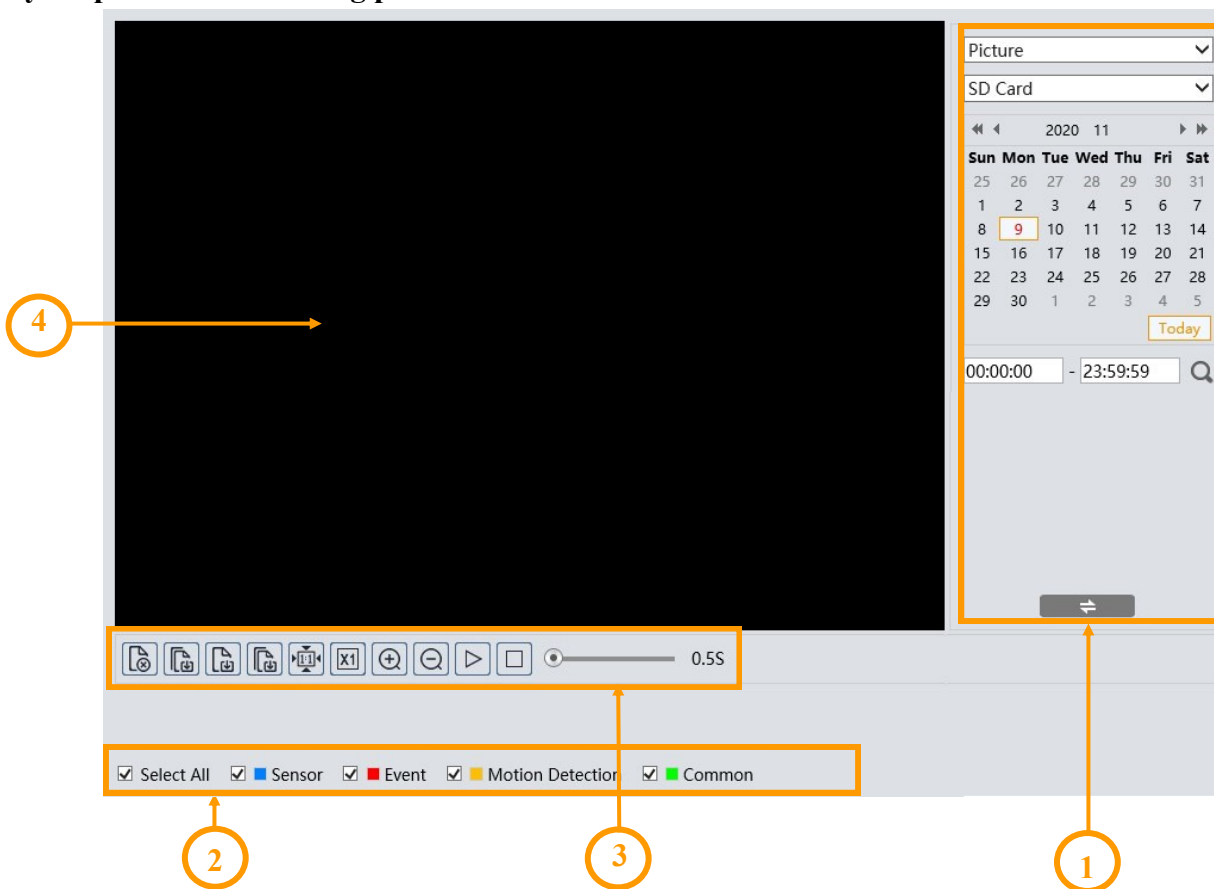 Picture
SD Card
2020 11
Sun Mon Tue Wed Thu Fri Sat
25 26 27 28 29 30 31
1 2 3 4 5 6 7
8 9 10 11 12 13 14
15 16 17 18 19 20 21
22 23 24 25 26 27 28
29 30 1 2 3 4 5
Today
00:00:00 - 23:59:59
4
1:1 X1 0.5S
Select All Sensor Event Motion Detection Common
2 3 1